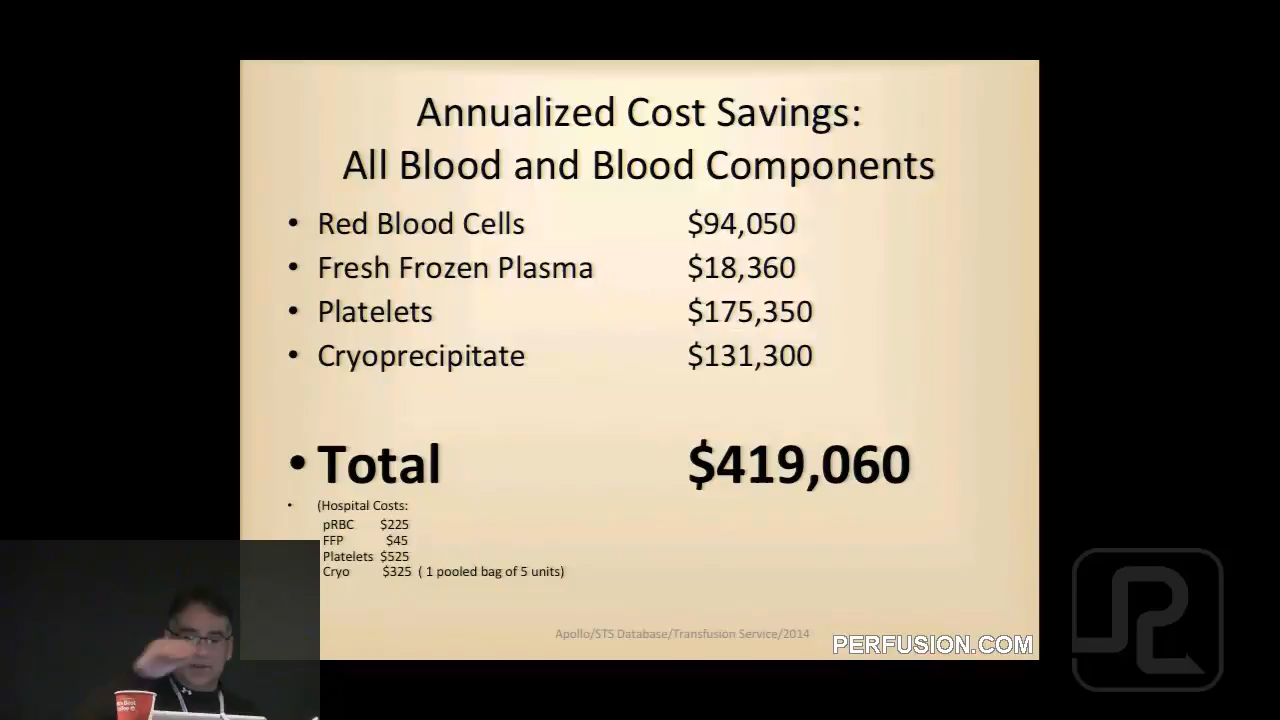 Annualized Cost Savings:
All Blood and Blood Components
• Red Blood Cells $94,050
• Fresh Frozen Plasma $18,360
• Platelets $175,350
• Cryoprecipitate $131,300
• Total $419,060
• (Hospital Costs:
pRBC $225
FFP $45
Platelets $525
Cryo $325 ( 1 pooled bag of 5 units)
Apollo/STS Database/Transfusion Service/2014
PERFUSION.COM